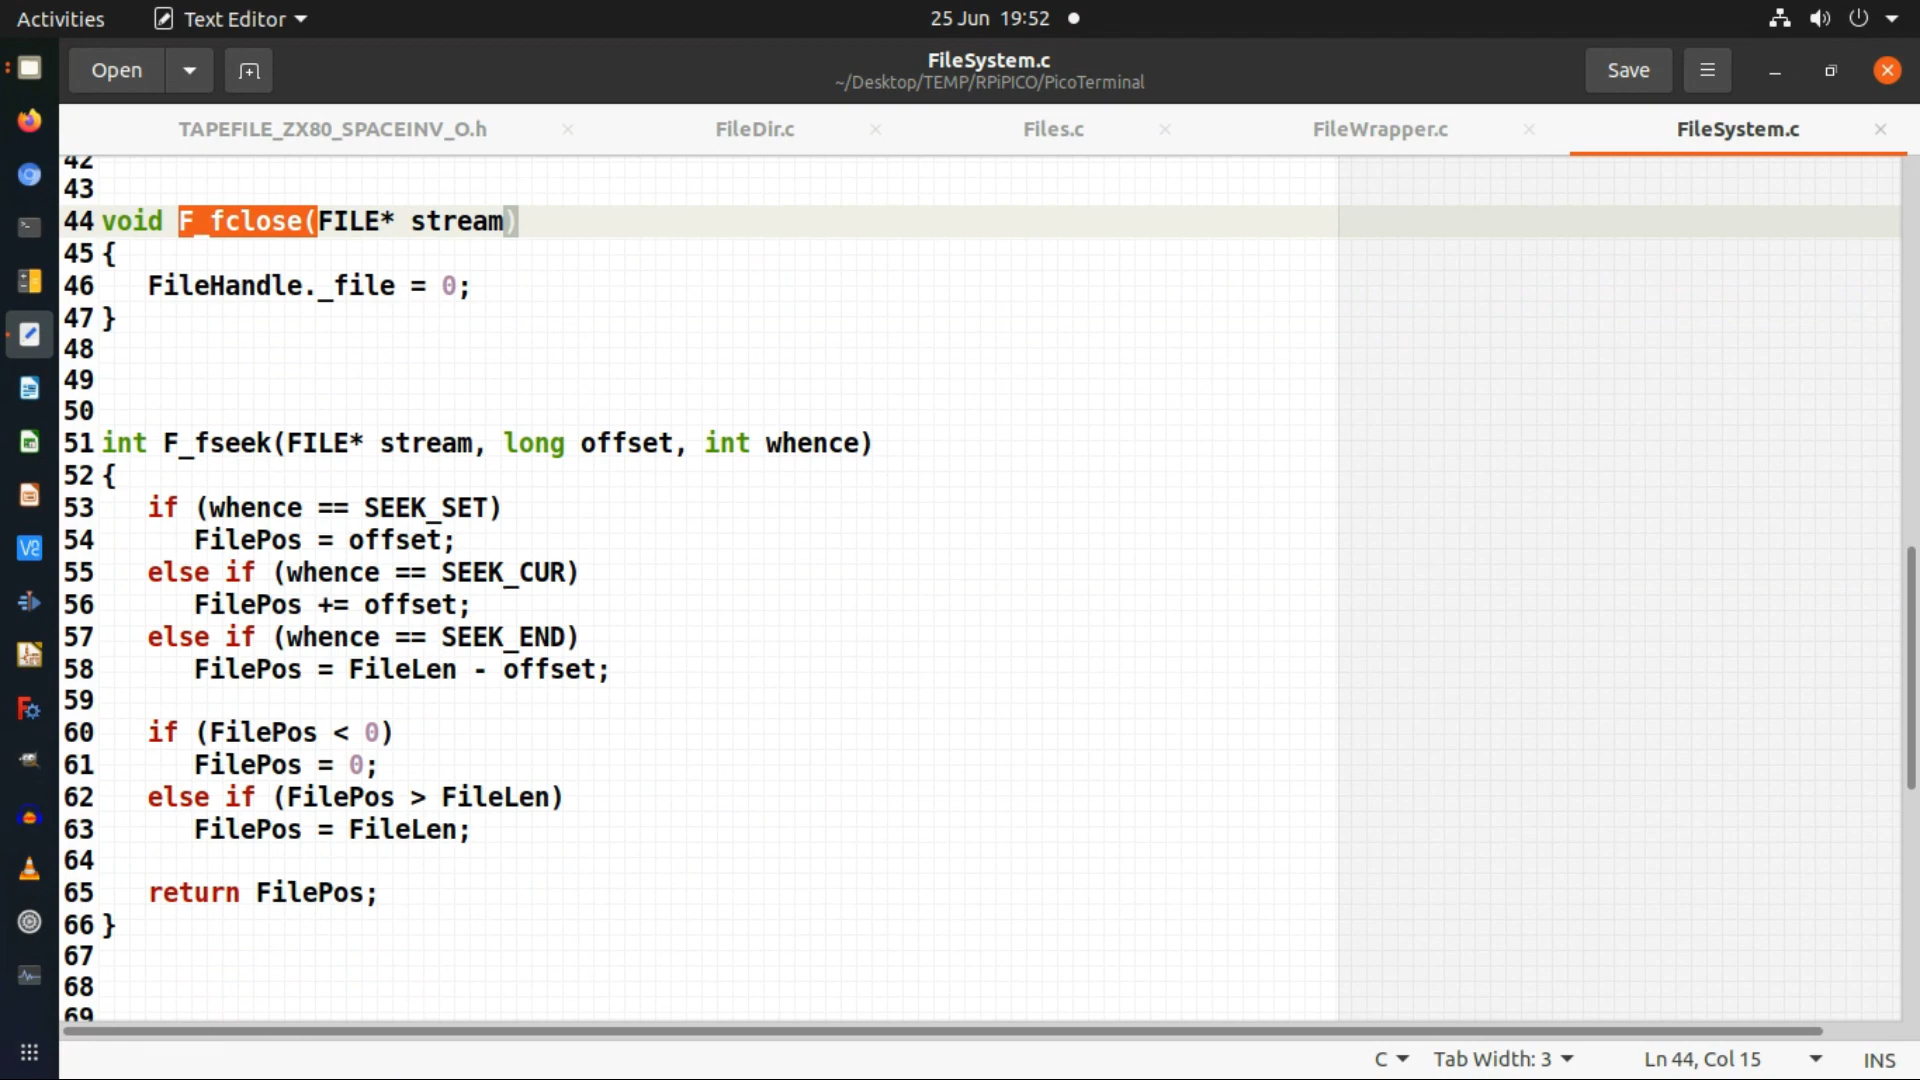 Activities Text Editor 25 Jun 19:52
Open FileSystem.c Save
~/Desktop/TEMP/RPiPICO/PicoTerminal
TAPEFILE_ZX80_SPACEINV_O.h FileDir.c Files.c FileWrapper.c FileSystem.c
42
43
44 void F_fclose(FILE* stream)
45 {
46 FileHandle._file = 0;
47 }
48
49
50
51 int F_fseek(FILE* stream, long offset, int whence)
52 {
53 if (whence == SEEK_SET)
54 FilePos = offset;
55 else if (whence == SEEK_CUR)
56 FilePos += offset;
57 else if (whence == SEEK_END)
58 FilePos = FileLen - offset;
59
60 if (FilePos < 0)
61 FilePos = 0;
62 else if (FilePos > FileLen)
63 FilePos = FileLen;
64
65 return FilePos;
66 }
67
68
69
C Tab Width: 3 Ln 44, Col 15 INS